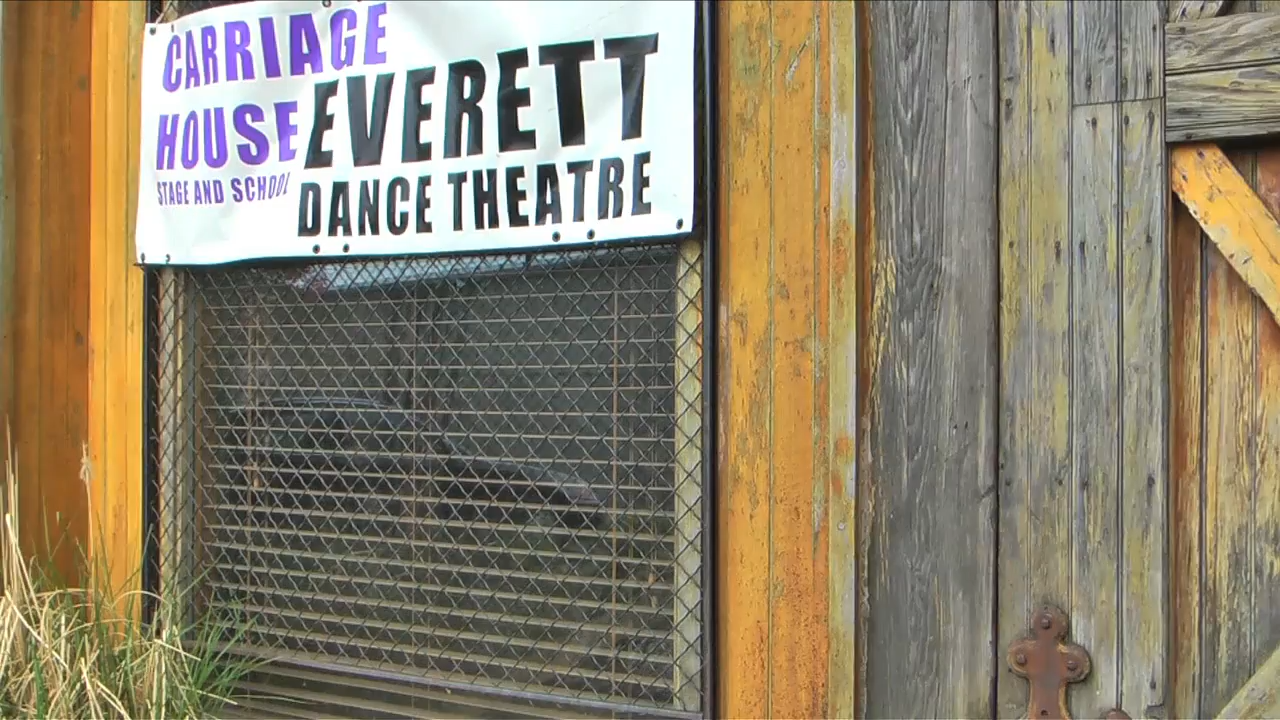 CARRIAGE
HOUSE
STAGE AND SCHOOL
EVERETT
DANCE THEATRE